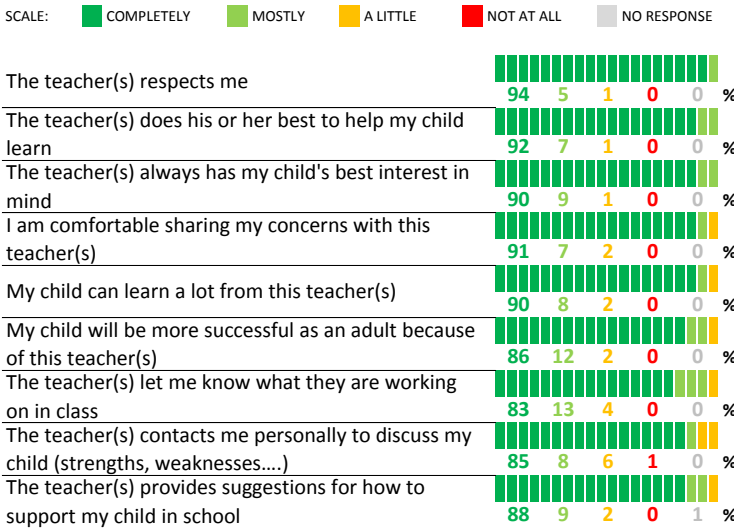 SCALE: COMPLETELY MOSTLY A LITTLE NOT AT ALL NO RESPONSE
The teacher(s) respects me
94 5 1 0 0 %
The teacher(s) does his or her best to help my child
learn
92 7 1 0 0 %
The teacher(s) always has my child's best interest in
mind
90 9 1 0 0 %
I am comfortable sharing my concerns with this
teacher(s)
91 7 2 0 0 %
My child can learn a lot from this teacher(s)
90 8 2 0 0 %
My child will be more successful as an adult because
of this teacher(s)
86 12 2 0 0 %
The teacher(s) let me know what they are working
on in class
83 13 4 0 0 %
The teacher(s) contacts me personally to discuss my
child (strengths, weaknesses....)
85 8 6 1 0 %
The teacher(s) provides suggestions for how to
support my child in school
88 9 2 0 1 %